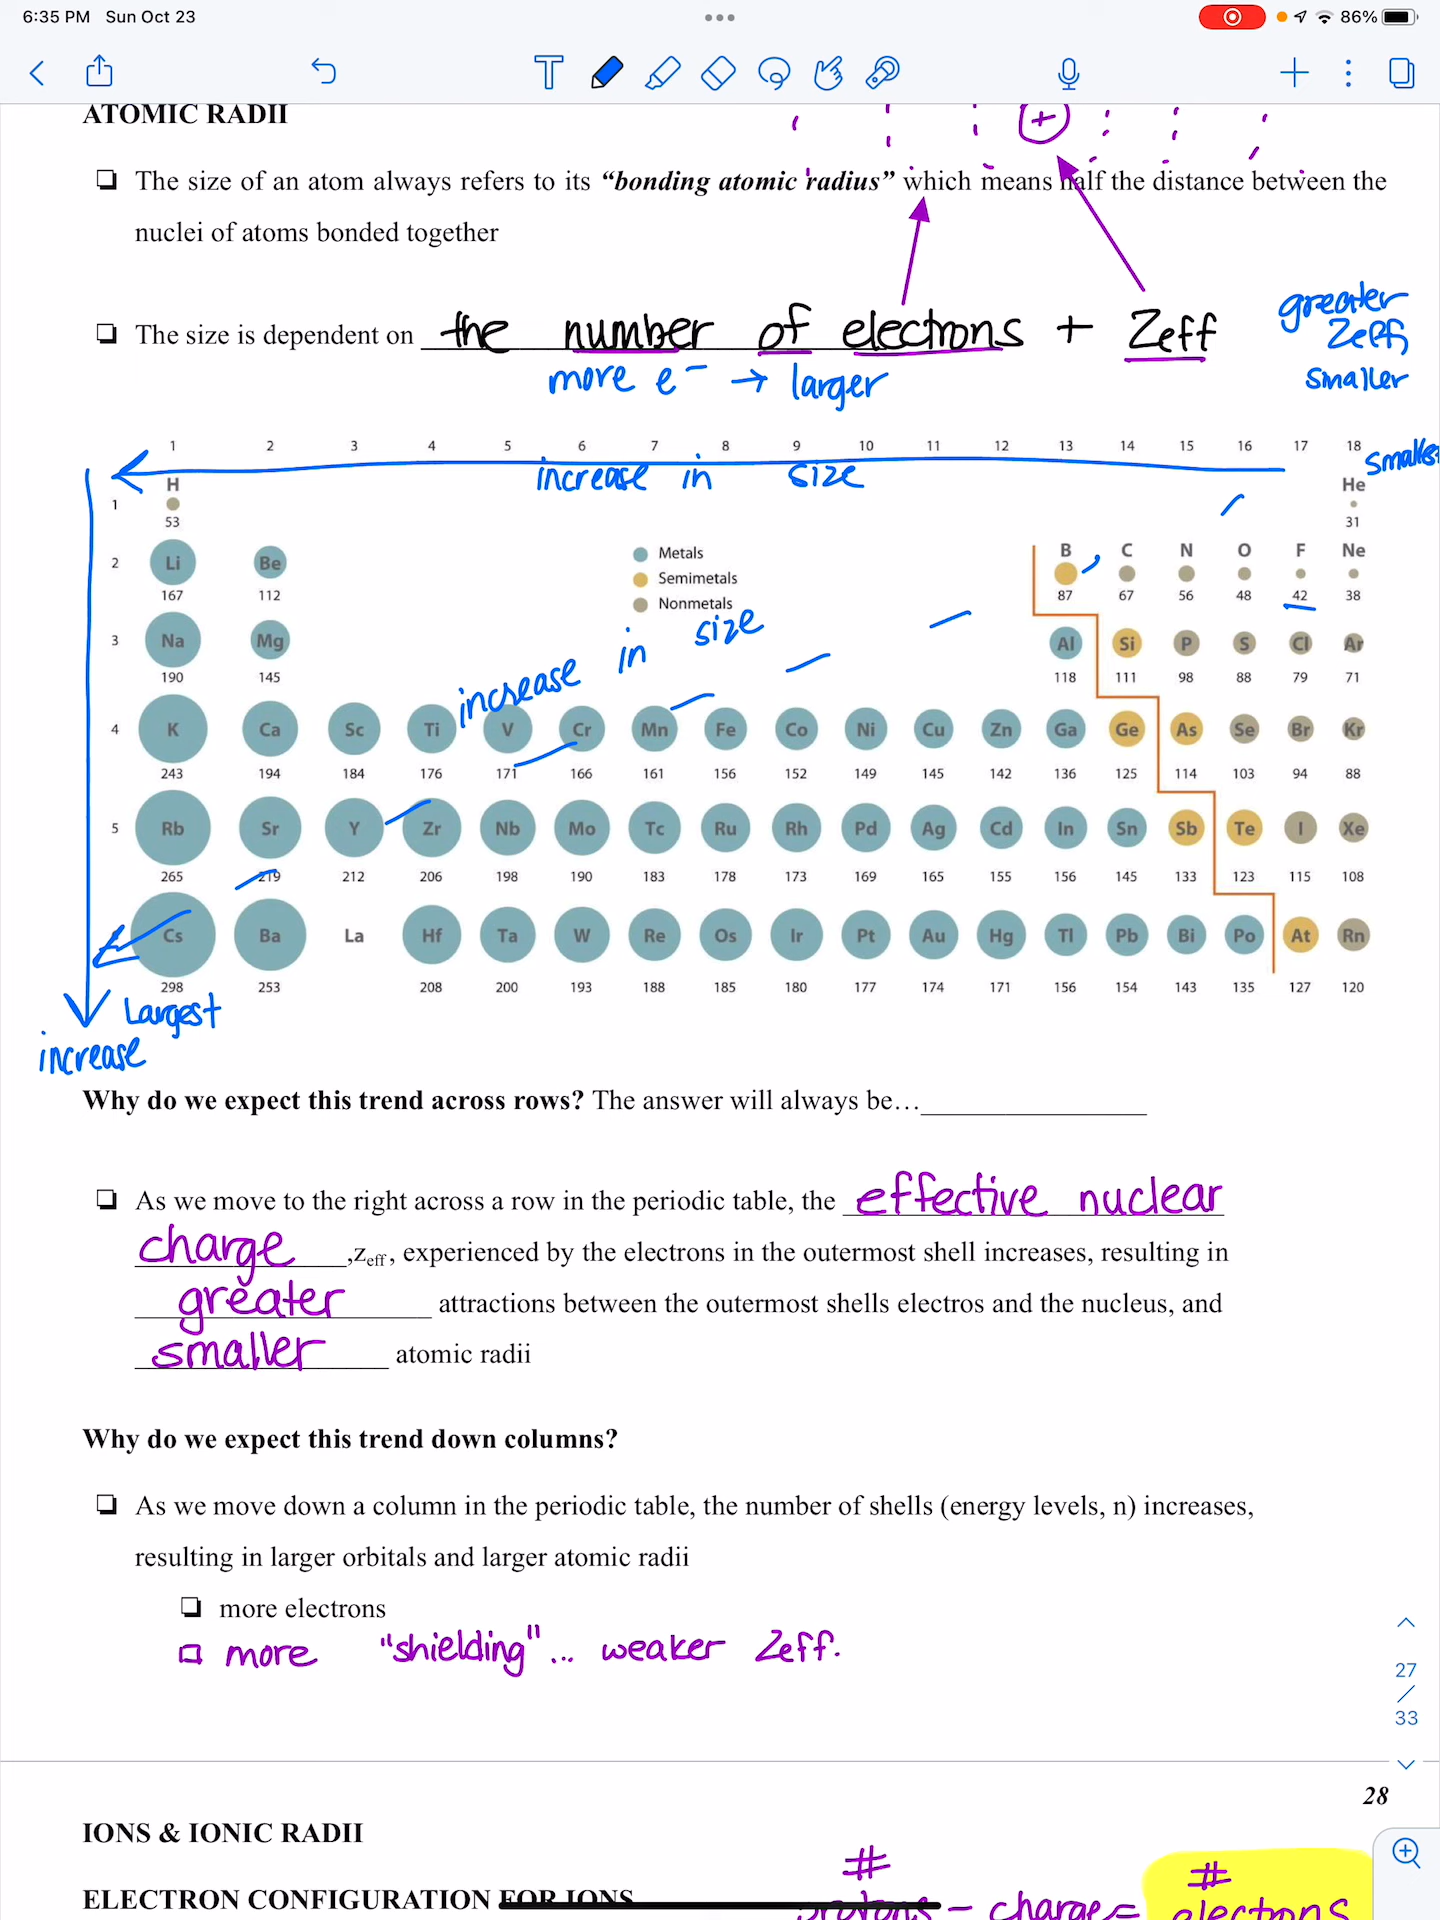 6:35 PM Sun Oct 23
86%
ATOMIC RADII
The size of an atom always refers to its “bonding atomic radius” which means half the distance between the
nuclei of atoms bonded together
The size is dependent on the number of electrons + Zeff
more e⁻ → larger
greater
Zeff,
smaller
1 2 3 4 5 6 7 8 9 10 11 12 13 14 15 16 17 18
increase in size
smallest
H He
1
53 31
Li Be B C N O F Ne
2
167 112 87 67 56 48 42 38
Metals
Semimetals
Nonmetals
increase in size
Na Mg Al Si P S Cl Ar
3
190 145 118 111 98 88 79 71
4 K Ca Sc Ti V Cr Mn Fe Co Ni Cu Zn Ga Ge As Se Br Kr
243 194 184 176 171 166 161 156 152 149 145 142 136 125 114 103 94 88
5 Rb Sr Y Zr Nb Mo Tc Ru Rh Pd Ag Cd In Sn Sb Te I Xe
265 219 212 206 198 190 183 178 173 169 165 155 156 145 133 123 115 108
Cs Ba La Hf Ta W Re Os Ir Pt Au Hg Tl Pb Bi Po At Rn
298 253 208 200 193 188 185 180 177 174 171 156 154 143 135 127 120
Largest
increase
Why do we expect this trend across rows? The answer will always be…
As we move to the right across a row in the periodic table, the effective nuclear
charge ,Zeff, experienced by the electrons in the outermost shell increases, resulting in
greater attractions between the outermost shells electros and the nucleus, and
smaller atomic radii
Why do we expect this trend down columns?
As we move down a column in the periodic table, the number of shells (energy levels, n) increases,
resulting in larger orbitals and larger atomic radii
more electrons
more "shielding"... weaker Zeff.
27
/
33
28
IONS & IONIC RADII
ELECTRON CONFIGURATION FOR IONS
# protons − charge = # electrons